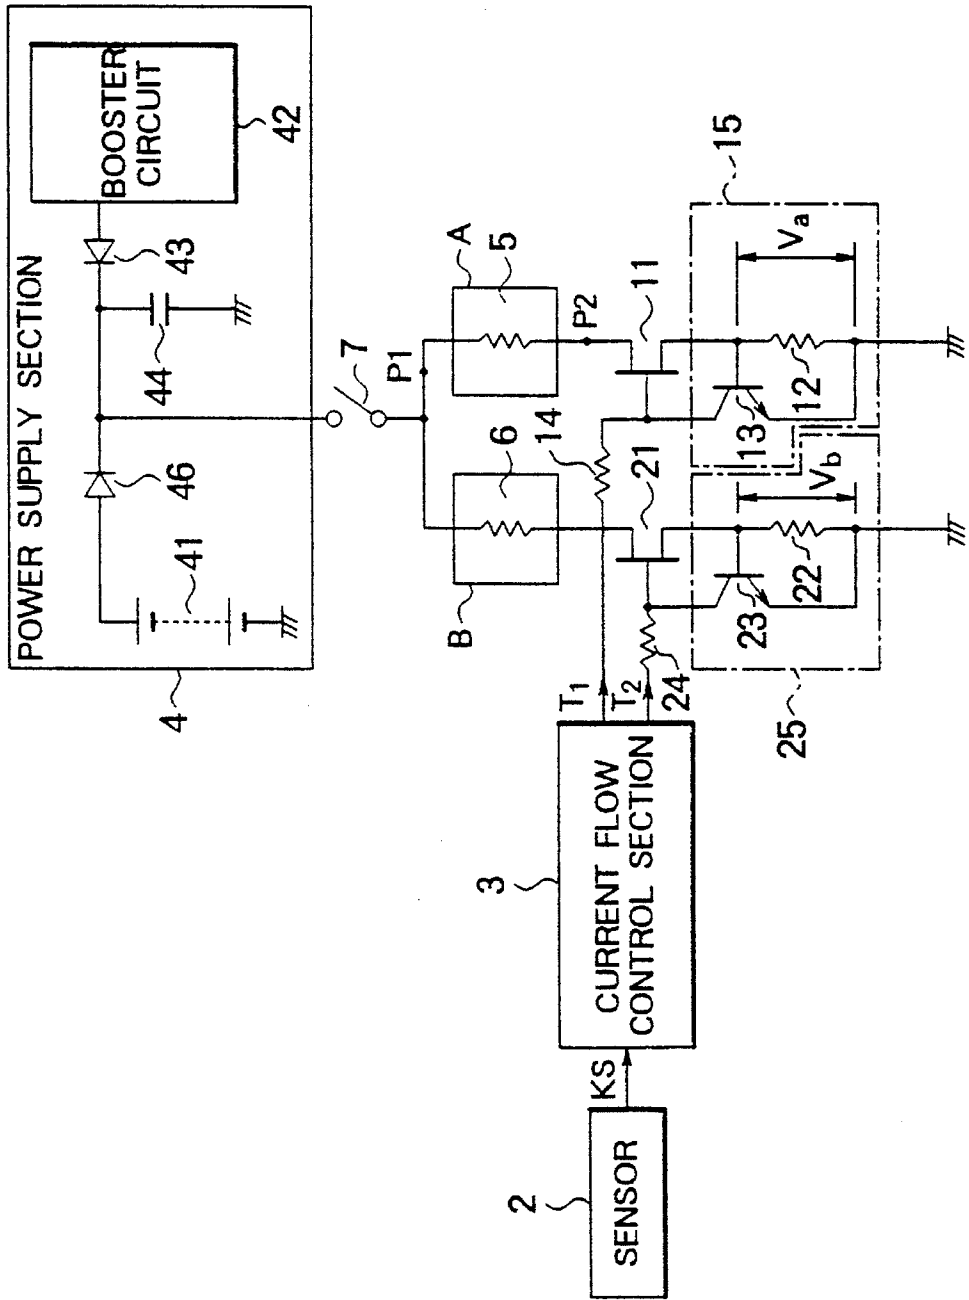 POWER SUPPLY SECTION
4
41
46
44
43
BOOSTER
CIRCUIT
42
7
P1
B
6
A
5
P2
SENSOR
2
KS
3
CURRENT FLOW
CONTROL SECTION
T1
T2
14
24
21
11
23
22
Vb
25
13
12
Va
15